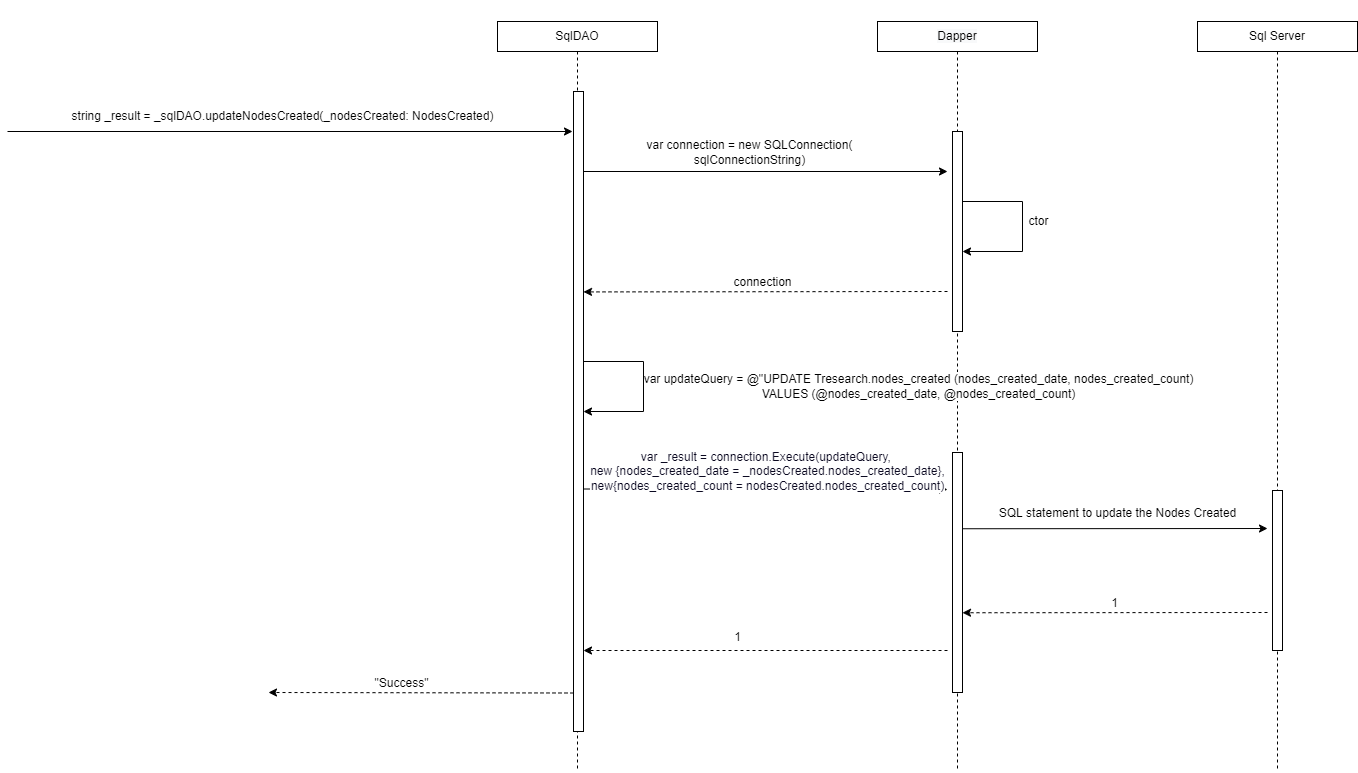 SqlDAO
Dapper
Sql Server
string _result = _sqlDAO.updateNodesCreated(_nodesCreated: NodesCreated)
var connection = new SQLConnection(
sqlConnectionString)
ctor
connection
var updateQuery = @"UPDATE Tresearch.nodes_created (nodes_created_date, nodes_created_count)
VALUES (@nodes_created_date, @nodes_created_count)
var _result = connection.Execute(updateQuery,
new {nodes_created_date = _nodesCreated.nodes_created_date},
new{nodes_created_count = nodesCreated.nodes_created_count)
SQL statement to update the Nodes Created
1
1
"Success"